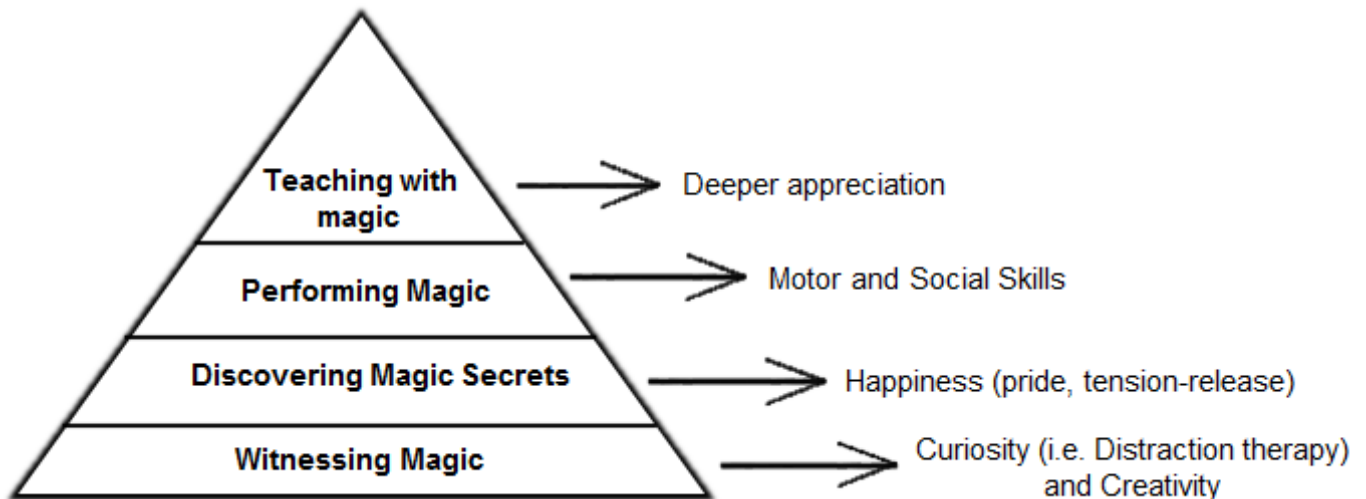 Teaching with
magic
Deeper appreciation
Performing Magic
Motor and Social Skills
Discovering Magic Secrets
Happiness (pride, tension-release)
Witnessing Magic
Curiosity (i.e. Distraction therapy)
and Creativity